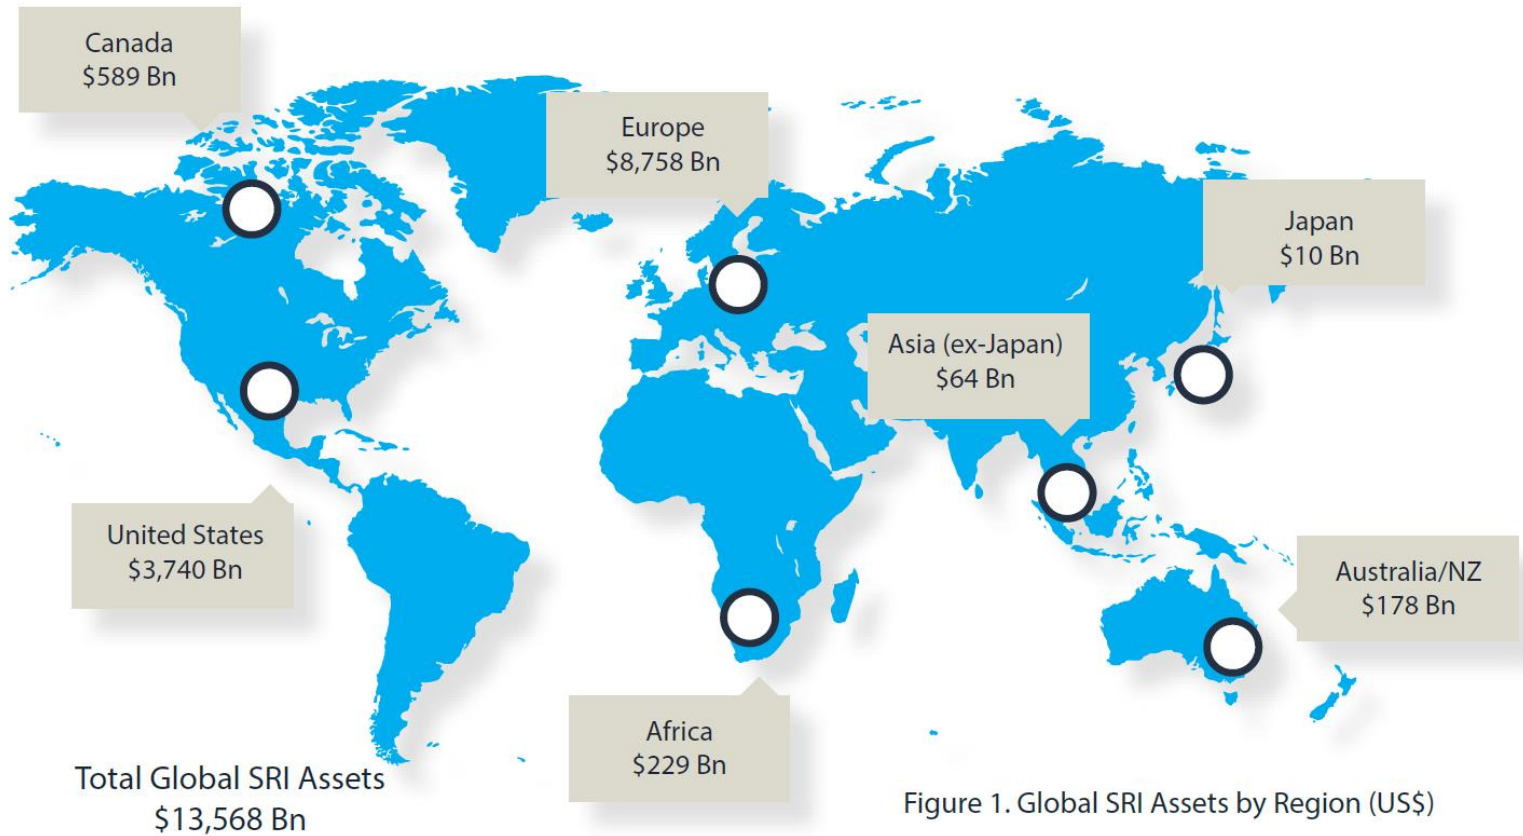 Canada
$589 Bn
Europe
$8,758 Bn
Japan
$10 Bn
Asia (ex-Japan)
$64 Bn
United States
$3,740 Bn
Australia/NZ
$178 Bn
Africa
$229 Bn
Total Global SRI Assets
$13,568 Bn
Figure 1. Global SRI Assets by Region (US$)